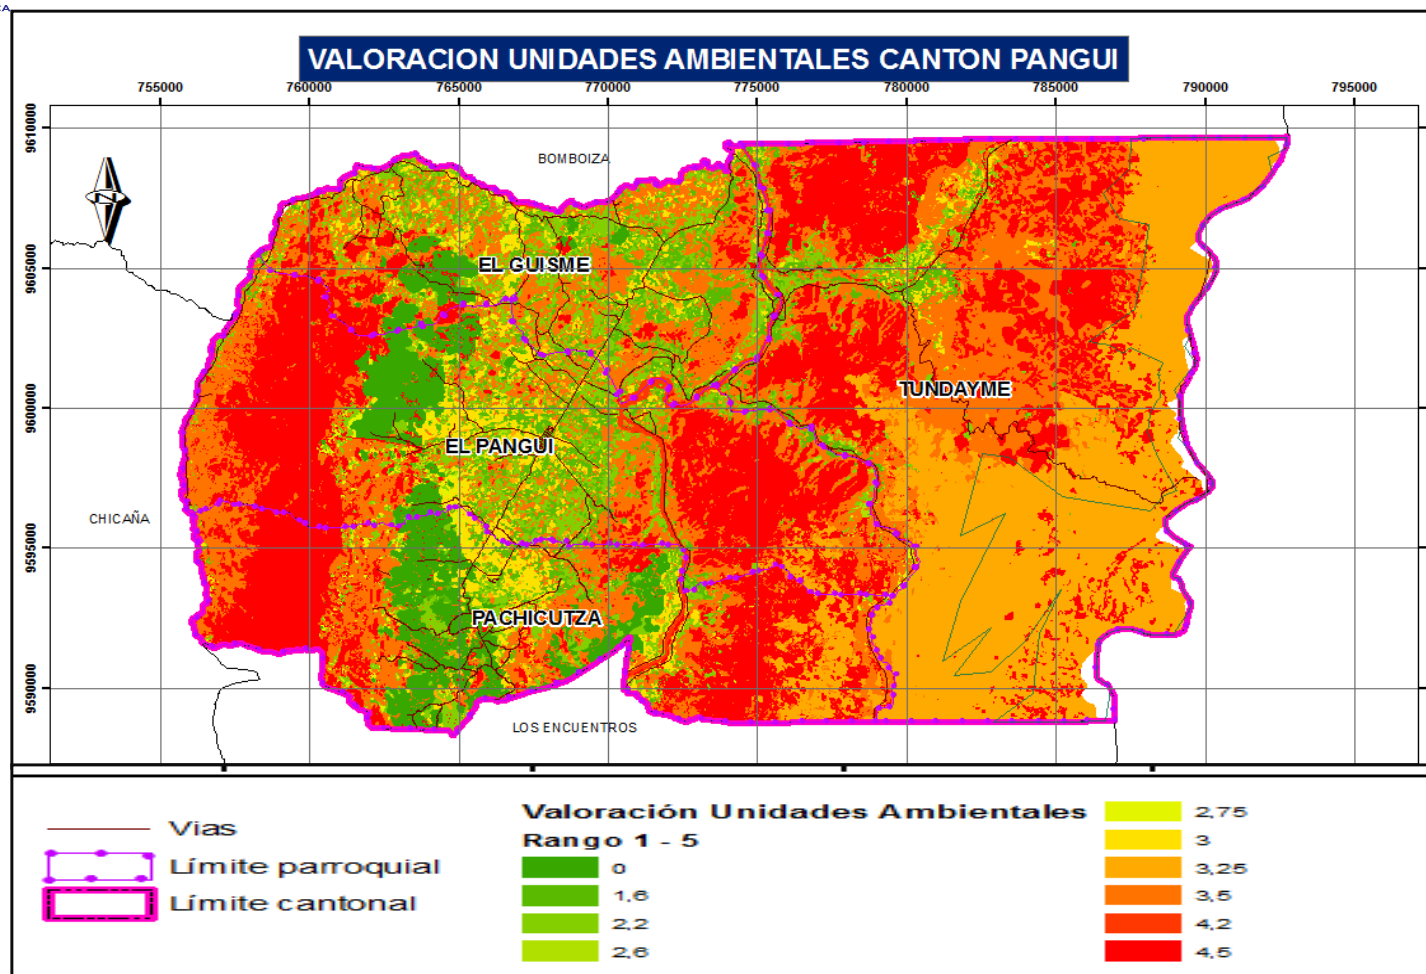 VALORACION UNIDADES AMBIENTALES CANTON PANGUI
755000 760000 765000 770000 775000 780000 785000 790000 795000
9610000
9605000
9600000
9595000
9590000
N
BOMBOIZA
EL GUISME
TUNDAYME
EL PANGUI
CHICAÑA
PACHICUTZA
LOS ENCUENTROS
Vias
Límite parroquial
Límite cantonal
Valoración Unidades Ambientales
Rango 1 - 5
0
1,6
2,2
2,6
2,75
3
3,25
3,5
4,2
4,5